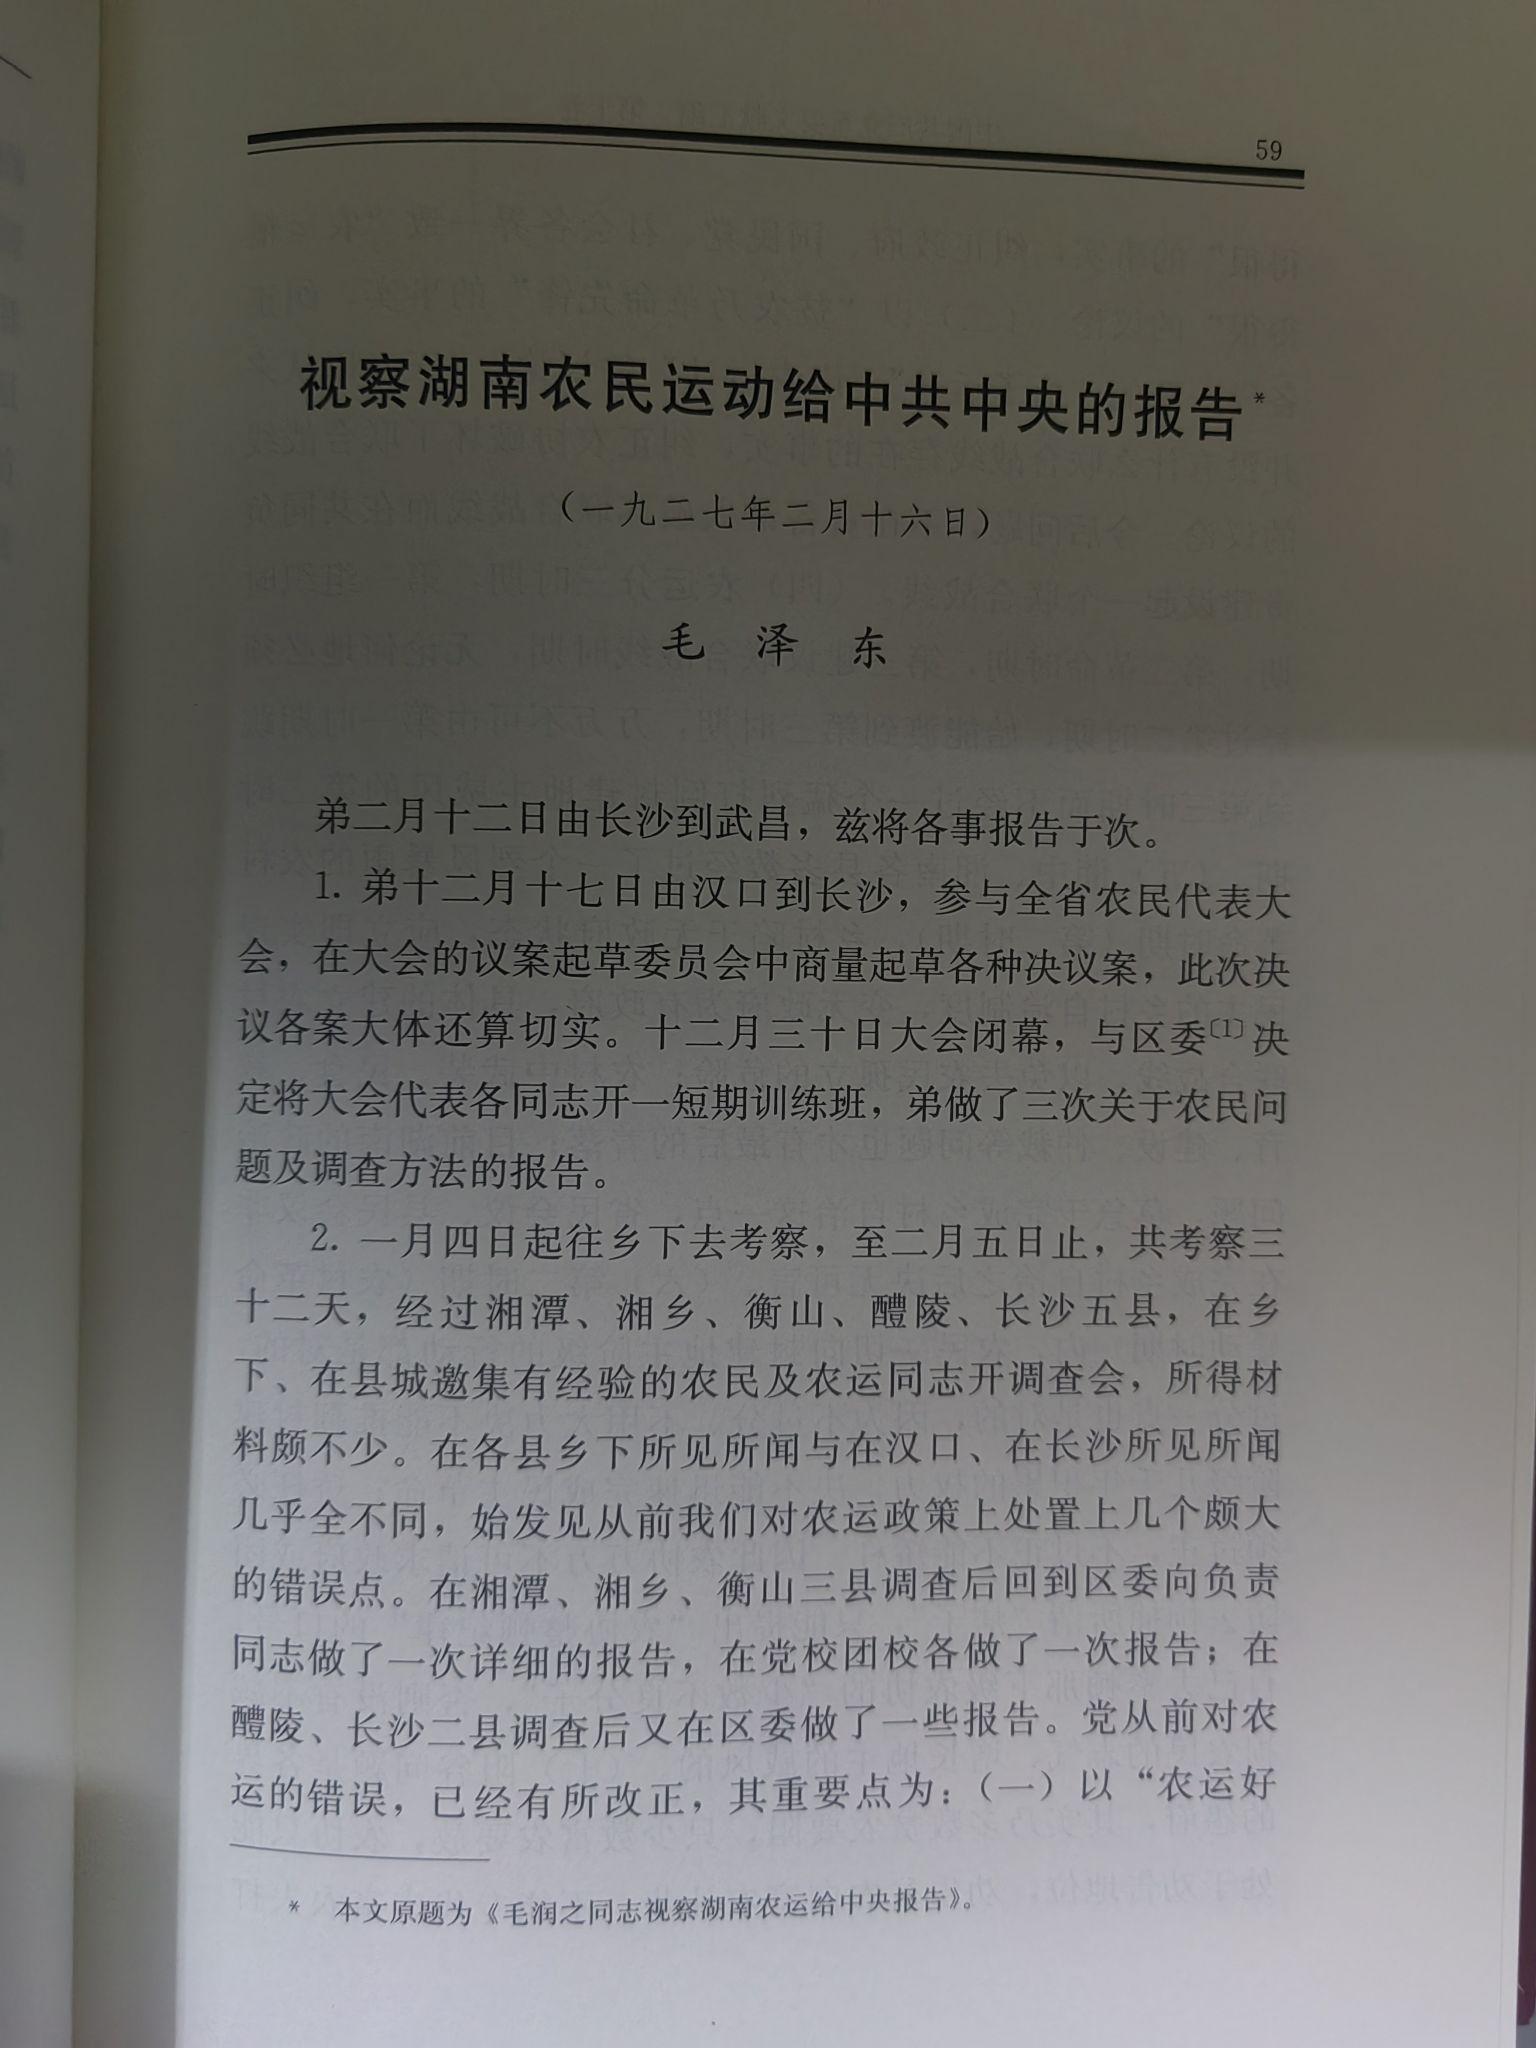 59
视察湖南农民运动给中共中央的报告*
（一九二七年二月十六日）
毛 泽 东
弟二月十二日由长沙到武昌，兹将各事报告于次。
1. 弟十二月十七日由汉口到长沙，参与全省农民代表大
会，在大会的议案起草委员会中商量起草各种决议案，此次决
议各案大体还算切实。十二月三十日大会闭幕，与区委〔1〕决
定将大会代表各同志开一短期训练班，弟做了三次关于农民问
题及调查方法的报告。
2. 一月四日起往乡下去考察，至二月五日止，共考察三
十二天，经过湘潭、湘乡、衡山、醴陵、长沙五县，在乡
下、在县城邀集有经验的农民及农运同志开调查会，所得材
料颇不少。在各县乡下所见所闻与在汉口、在长沙所见所闻
几乎全不同，始发见从前我们对农运政策上处置上几个颇大
的错误点。在湘潭、湘乡、衡山三县调查后回到区委向负责
同志做了一次详细的报告，在党校团校各做了一次报告；在
醴陵、长沙二县调查后又在区委做了一些报告。党从前对农
运的错误，已经有所改正，其重要点为：（一）以“农运好
* 本文原题为《毛润之同志视察湖南农运给中央报告》。